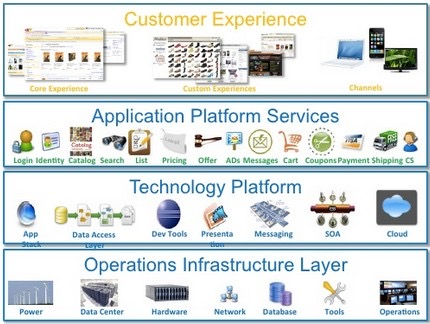 Customer Experience
Core Experience
Custom Experiences
Channels
Application Platform Services
Catalog
Login Identity Catalog Search List Pricing Offer ADs Messages Cart Coupons Payment Shipping CS
Technology Platform
App Stack
Data Access Layer
Dev Tools
Presenta
tion
Messaging
SOA
Cloud
Operations Infrastructure Layer
Power
Data Center
Hardware
Network
Database
Tools
Operations